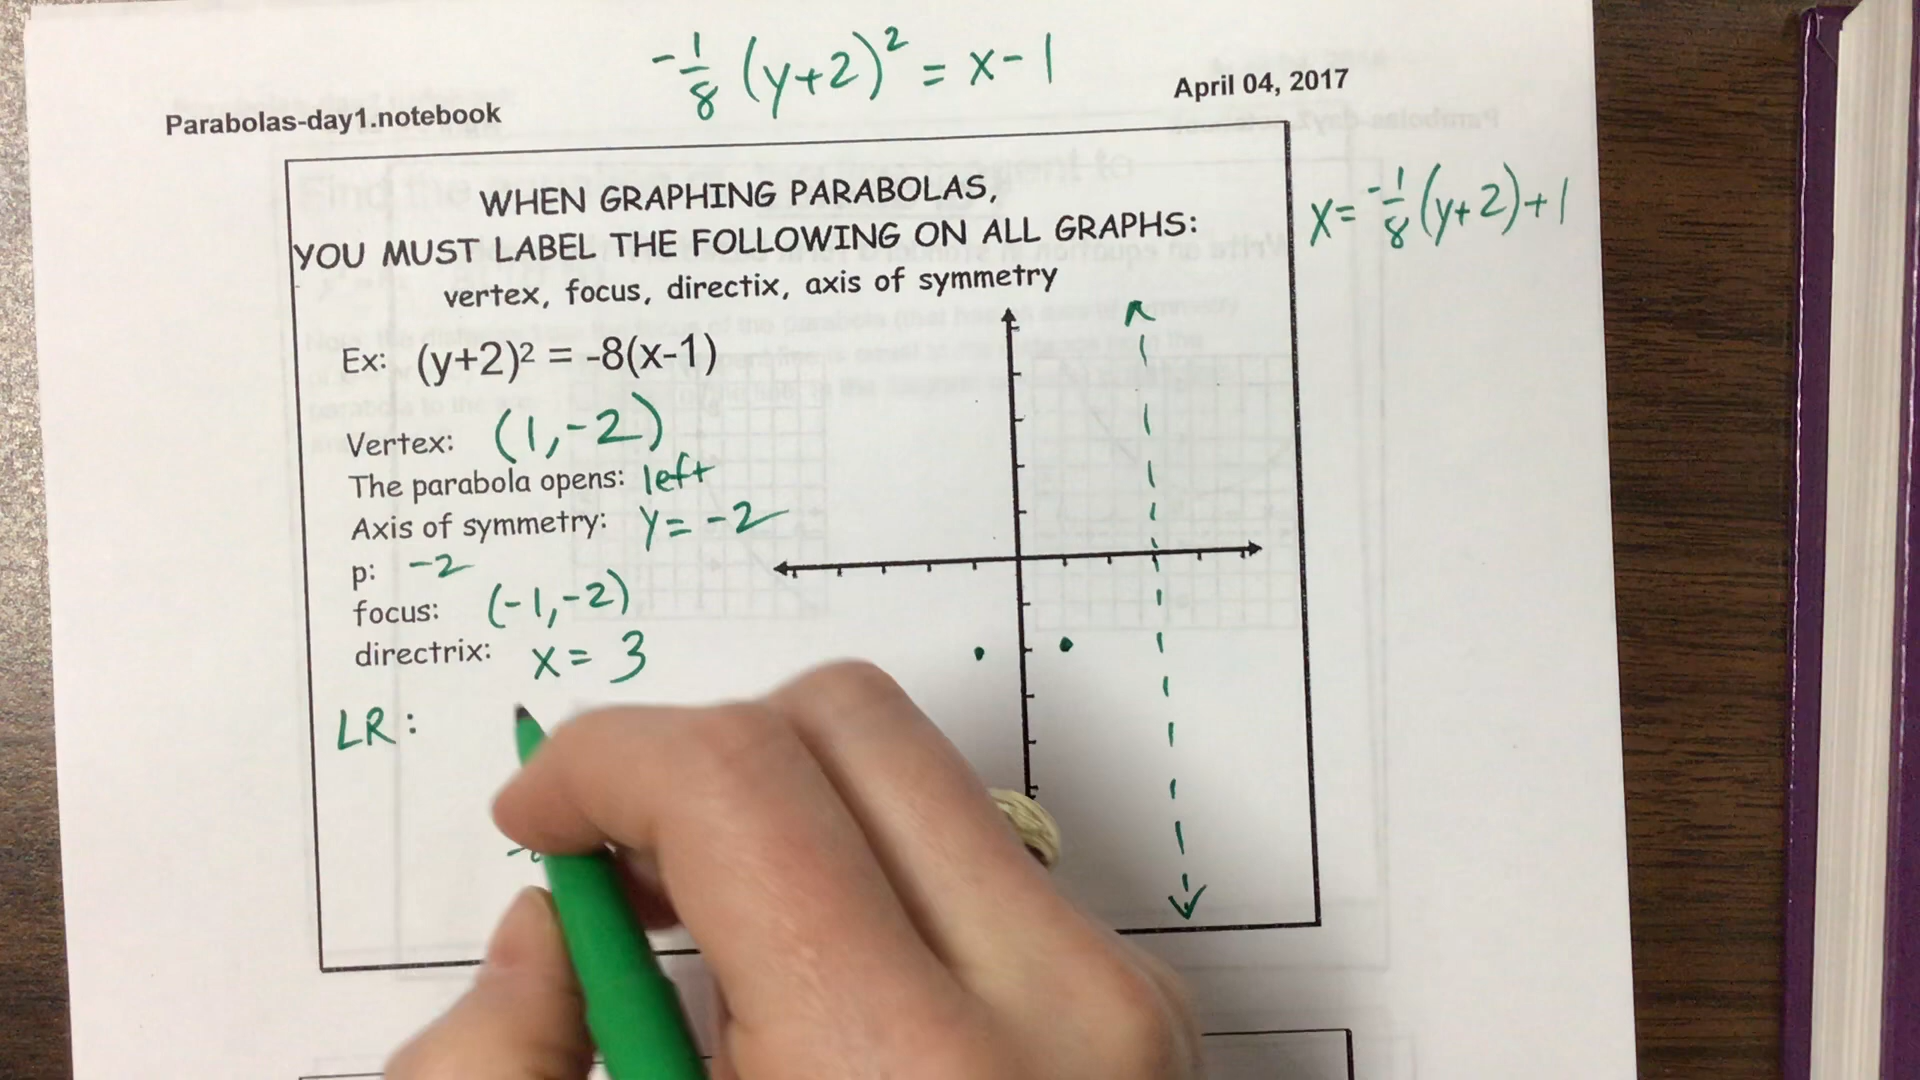 -1/8 (y+2)² = x-1
Parabolas-day1.notebook
April 04, 2017
WHEN GRAPHING PARABOLAS,
YOU MUST LABEL THE FOLLOWING ON ALL GRAPHS:
vertex, focus, directix, axis of symmetry
x= -1/8 (y+2)+1
Ex: (y+2)² = -8(x-1)
Vertex: (1,-2)
The parabola opens: left
Axis of symmetry: y=-2
p: -2
focus: (-1,-2)
directrix: x=3
LR: